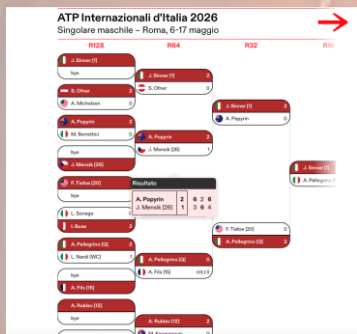 ATP Internazionali d'Italia 2026
Singolare maschile – Roma, 6-17 maggio
R128 R64 R32
J. Sinner [1] 2
bye
S. Ofner 2
A. Michelsen 0
A. Popyrin 2
M. Berrettini 0
bye
J. Mensik [26]
F. Tiafoe [20]
bye
L. Sonego 0
I. Buse 2
A. Pellegrino [Q] 2
L. Nardi [WC] 1
bye
A. Fils [15]
A. Rublev [12]
bye
J. Sinner [1] 2
S. Ofner 0
A. Popyrin 2
J. Mensik [26] 1
Risultato
A. Popyrin 2 6 2 6
J. Mensik [26] 1 3 6 4
A. Pellegrino [Q]
A. Fils [15]
A. Rublev [12] 2
J. Sinner [1] 2
A. Popyrin 0
F. Tiafoe [20] 0
A. Pellegrino [Q] 2
J. Sinner [1]
A. Pellegrino